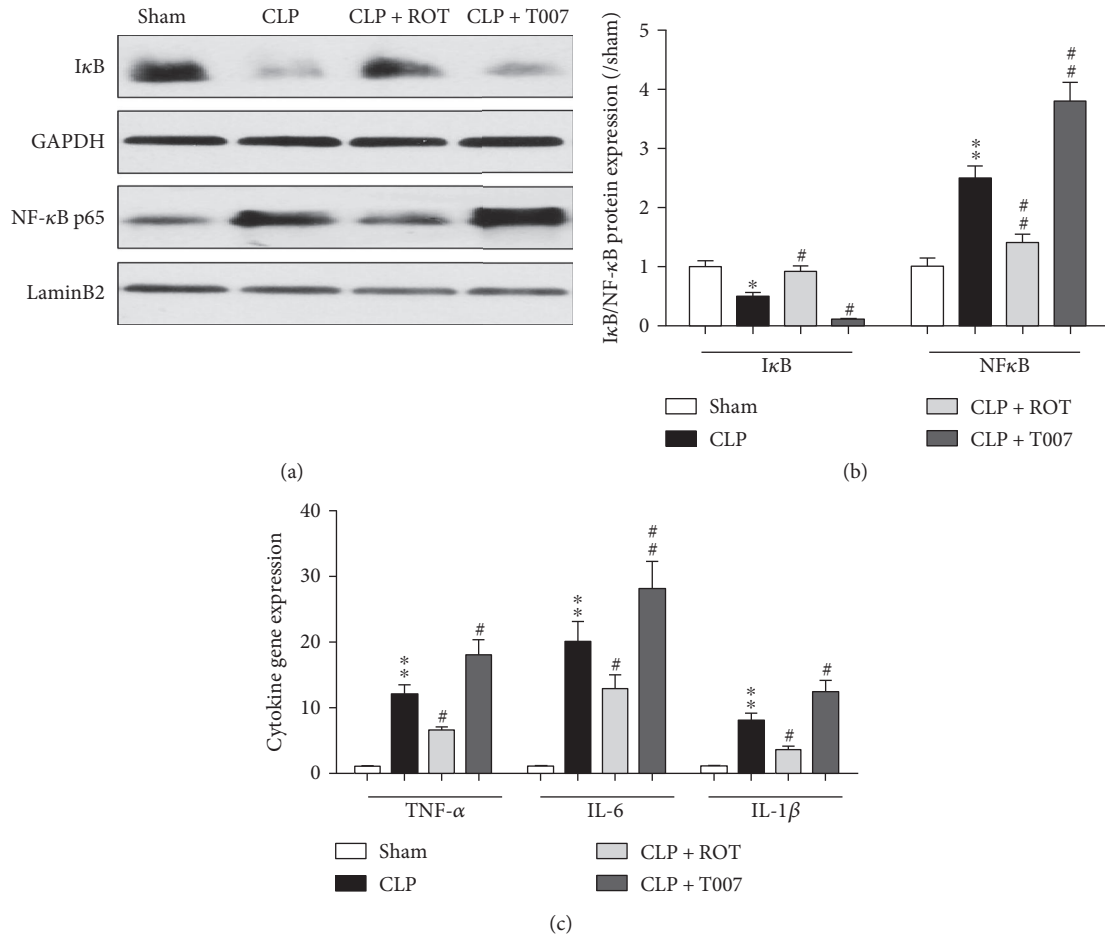 Sham CLP CLP + ROT CLP + T007
IκB
GAPDH
NF-κB p65
LaminB2
(a)
IκB/NF-κB protein expression (/sham)
5
4
3
2
1
0
*
#
#
**
##
##
IκB NFκB
Sham CLP + ROT
CLP CLP + T007
(b)
Cytokine gene expression
40
30
20
10
0
**
#
#
**
#
##
**
#
#
TNF-α IL-6 IL-1β
Sham CLP + ROT
CLP CLP + T007
(c)